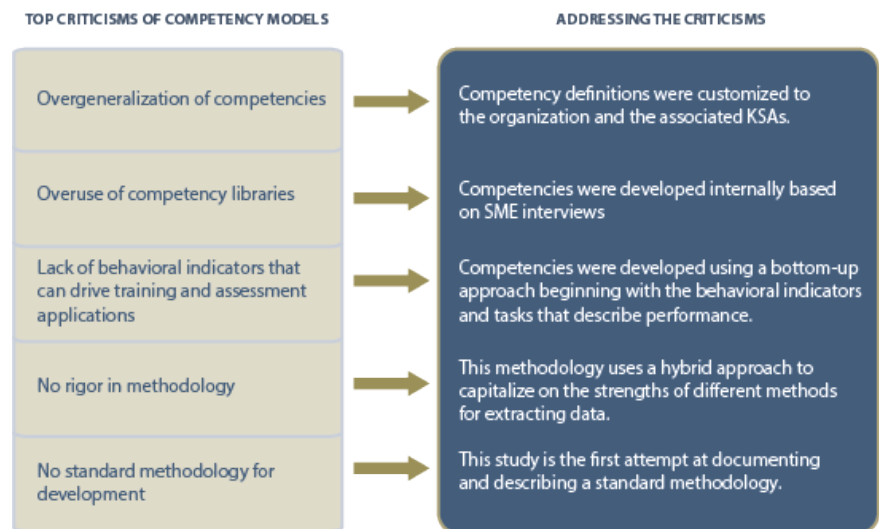 TOP CRITICISMS OF COMPETENCY MODELS
ADDRESSING THE CRITICISMS
Overgeneralization of competencies
Competency definitions were customized to
the organization and the associated KSAs.
Overuse of competency libraries
Competencies were developed internally based
on SME interviews
Lack of behavioral indicators that
can drive training and assessment
applications
Competencies were developed using a bottom-up
approach beginning with the behavioral indicators
and tasks that describe performance.
No rigor in methodology
This methodology uses a hybrid approach to
capitalize on the strengths of different methods
for extracting data.
No standard methodology for
development
This study is the first attempt at documenting
and describing a standard methodology.